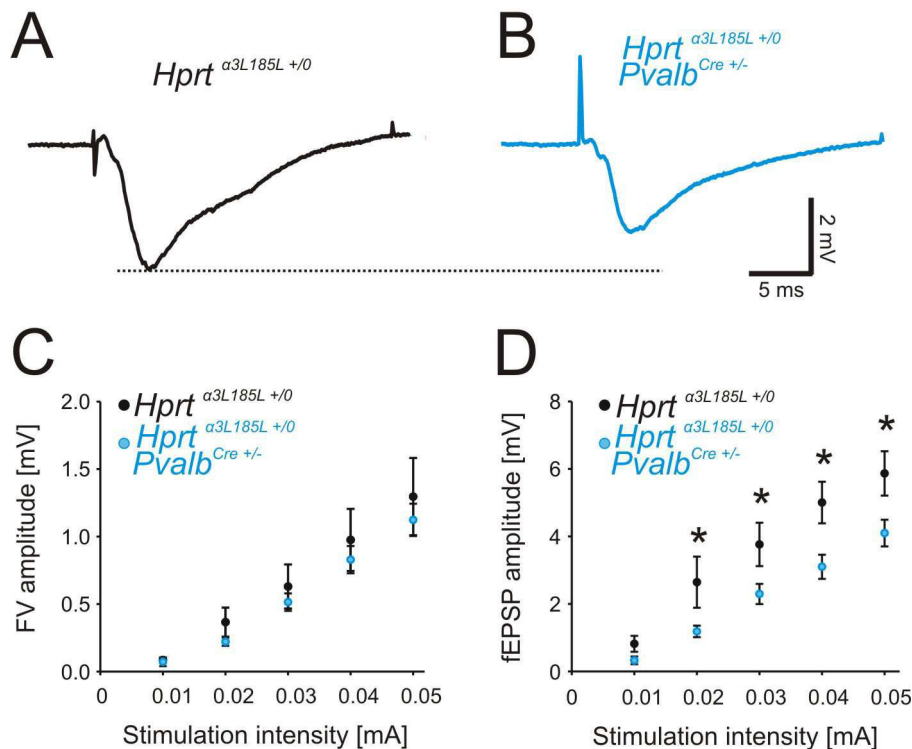 A
Hprt α3L185L +/0
B
Hprt α3L185L +/0
Pvalb Cre +/-
2 mV
5 ms
C
Hprt α3L185L +/0
Hprt α3L185L +/0
Pvalb Cre +/-
FV amplitude [mV]
2.0
1.5
1.0
0.5
0.0
0 0.01 0.02 0.03 0.04 0.05
Stimulation intensity [mA]
D
Hprt α3L185L +/0
Hprt α3L185L +/0
Pvalb Cre +/-
fEPSP amplitude [mV]
8
6
4
2
0
* * * *
0 0.01 0.02 0.03 0.04 0.05
Stimulation intensity [mA]